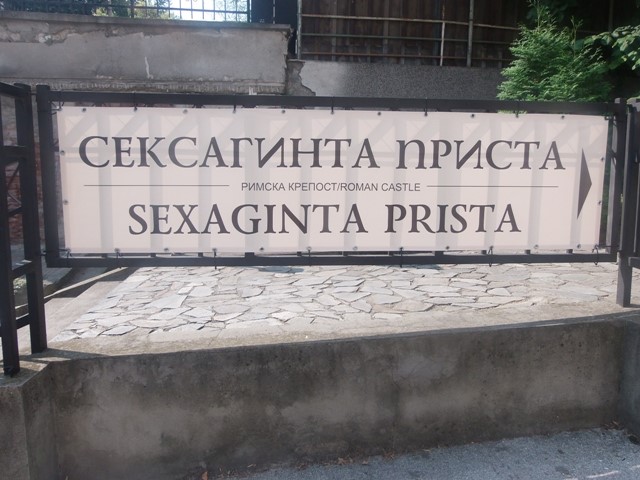 СЕКСАГИНТА ПРИСТА
РИМСКА КРЕПОСТ/ROMAN CASTLE
SEXAGINTA PRISTA